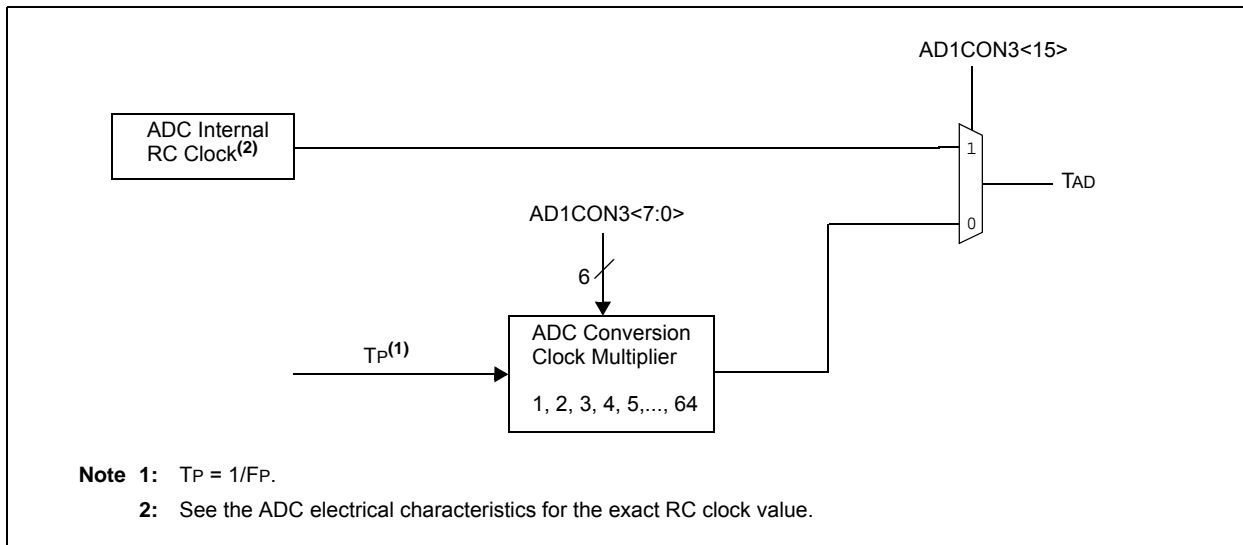 AD1CON3<15>
ADC Internal
RC Clock(2)
1
TAD
AD1CON3<7:0>
0
6
ADC Conversion
Clock Multiplier
TP(1)
1, 2, 3, 4, 5,..., 64
Note 1: TP = 1/FP.
2: See the ADC electrical characteristics for the exact RC clock value.